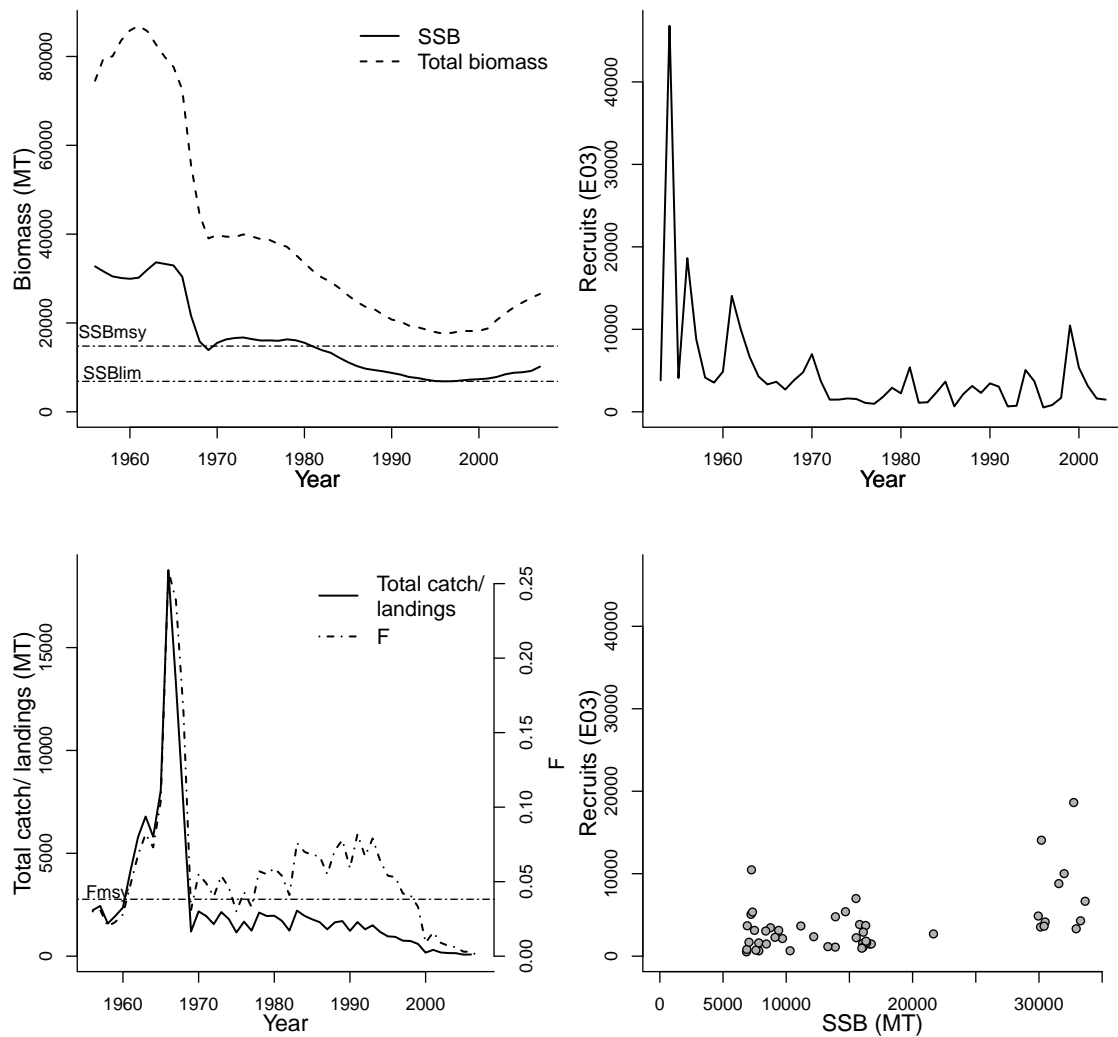 SSB
Total biomass
Biomass (MT)
0
20000
40000
60000
80000
SSBmsy
SSBlim
1960
1970
1980
1990
2000
Year
Recruits (E03)
0
10000
20000
30000
40000
1960
1970
1980
1990
2000
Year
Total catch/
landings
F
Total catch/ landings (MT)
0
5000
10000
15000
Fmsy
0.00
0.05
0.10
0.15
0.20
0.25
F
1960
1970
1980
1990
2000
Year
Recruits (E03)
0
10000
20000
30000
40000
0
5000
10000
20000
30000
SSB (MT)